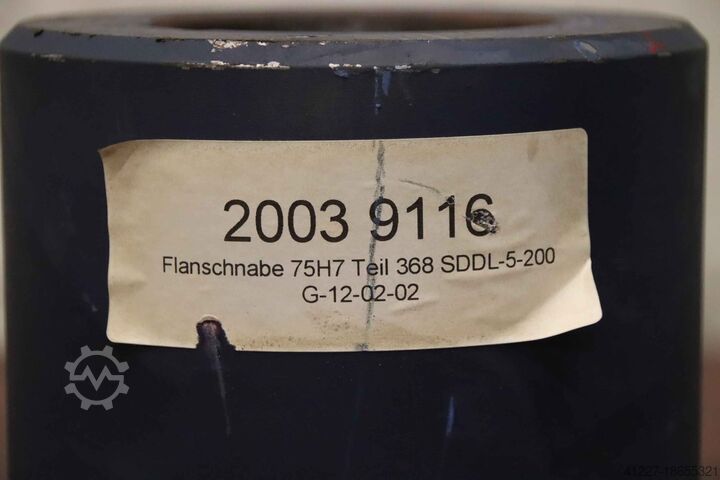 2003 9116
Flanschnabe 75H7 Teil 368 SDDL-5-200
G-12-02-02
41227-18655321